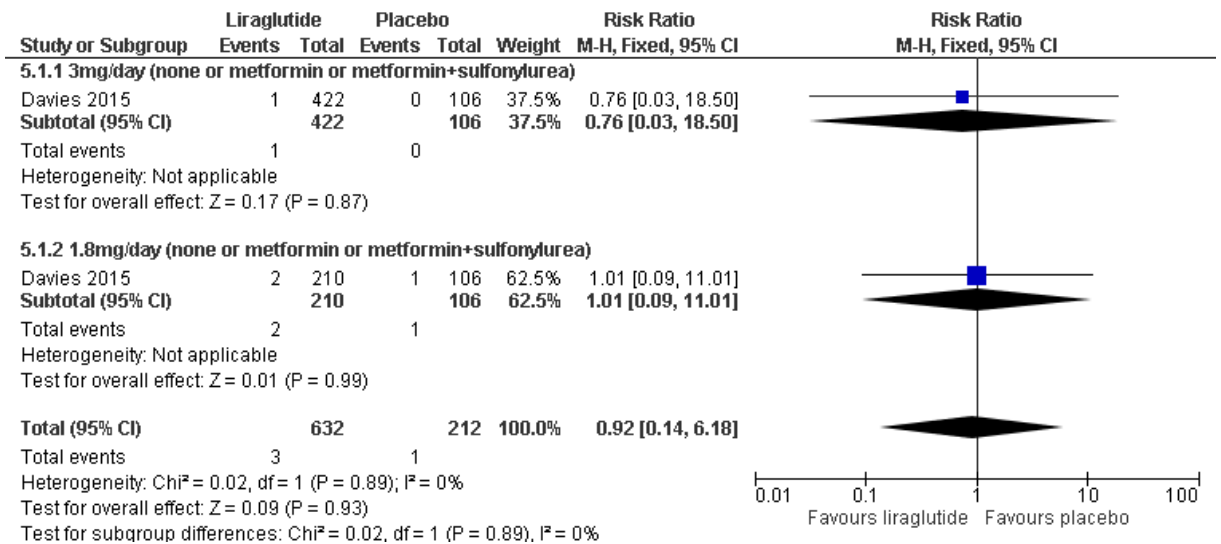 Liraglutide Placebo Risk Ratio Risk Ratio
Study or Subgroup Events Total Events Total Weight M-H, Fixed, 95% CI M-H, Fixed, 95% CI
5.1.1 3mg/day (none or metformin or metformin+sulfonylurea)
Davies 2015 1 422 0 106 37.5% 0.76 [0.03, 18.50]
Subtotal (95% CI) 422 106 37.5% 0.76 [0.03, 18.50]
Total events 1 0
Heterogeneity: Not applicable
Test for overall effect: Z = 0.17 (P = 0.87)
5.1.2 1.8mg/day (none or metformin or metformin+sulfonylurea)
Davies 2015 2 210 1 106 62.5% 1.01 [0.09, 11.01]
Subtotal (95% CI) 210 106 62.5% 1.01 [0.09, 11.01]
Total events 2 1
Heterogeneity: Not applicable
Test for overall effect: Z = 0.01 (P = 0.99)
Total (95% CI) 632 212 100.0% 0.92 [0.14, 6.18]
Total events 3 1
Heterogeneity: Chi² = 0.02, df = 1 (P = 0.89); I² = 0%
Test for overall effect: Z = 0.09 (P = 0.93)
Test for subgroup differences: Chi² = 0.02, df = 1 (P = 0.89), I² = 0%
0.01 0.1 1 10 100
Favours liraglutide Favours placebo